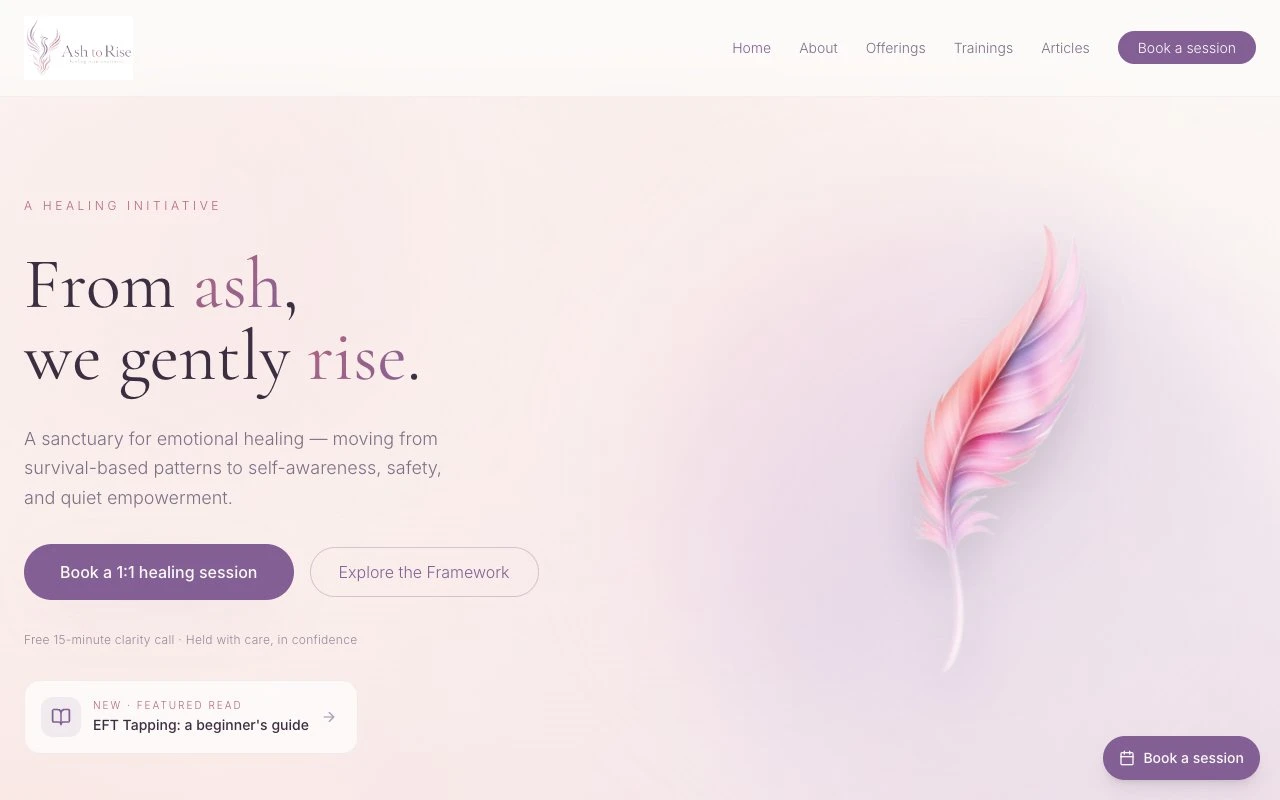 Ash to Rise
Home
About
Offerings
Trainings
Articles
Book a session
A HEALING INITIATIVE
From ash,
we gently rise.
A sanctuary for emotional healing — moving from
survival-based patterns to self-awareness, safety,
and quiet empowerment.
Book a 1:1 healing session
Explore the Framework
Free 15-minute clarity call · Held with care, in confidence
NEW · FEATURED READ
EFT Tapping: a beginner's guide
Book a session